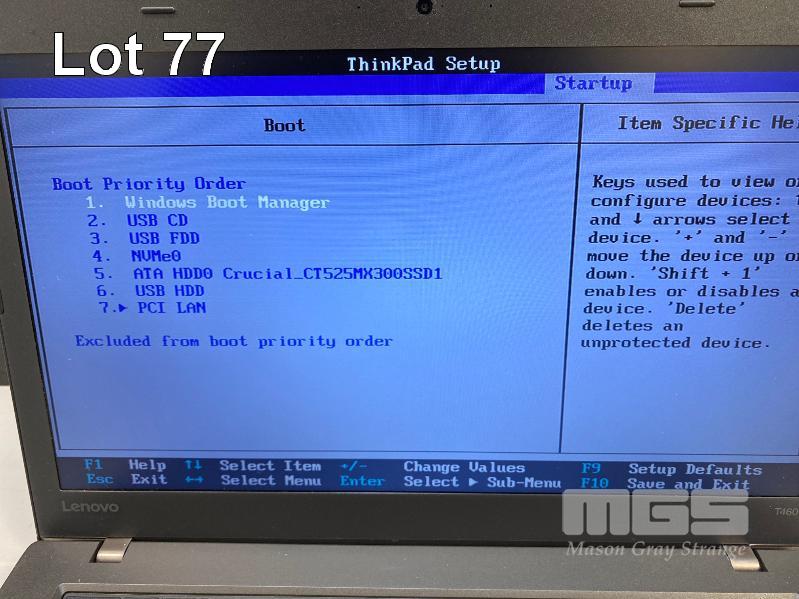 Lot 77
ThinkPad Setup
Startup
Boot
Item Specific He
Boot Priority Order
1. Windows Boot Manager
2. USB CD
3. USB FDD
4. NVMe0
5. ATA HDD0 Crucial_CT525MX300SSD1
6. USB HDD
7.▸ PCI LAN
Excluded from boot priority order
Keys used to view o
configure devices:
and ↓ arrows select
device. '+' and '-'
move the device up o
down. 'Shift + 1'
enables or disables a
device. 'Delete'
deletes an
unprotected device.
F1 Help ↑↓ Select Item +/- Change Values F9 Setup Defaults
Esc Exit ↔ Select Menu Enter Select ▸ Sub-Menu F10 Save and Exit
Lenovo
T460
MGS
Mason Gray Strange